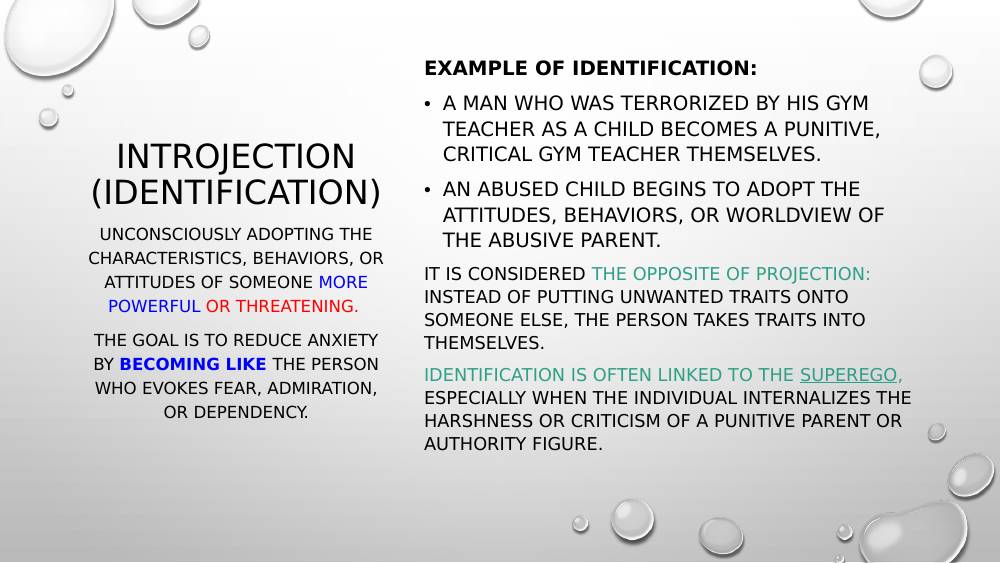 INTROJECTION
(IDENTIFICATION)
UNCONSCIOUSLY ADOPTING THE
CHARACTERISTICS, BEHAVIORS, OR
ATTITUDES OF SOMEONE MORE
POWERFUL OR THREATENING.
THE GOAL IS TO REDUCE ANXIETY
BY BECOMING LIKE THE PERSON
WHO EVOKES FEAR, ADMIRATION,
OR DEPENDENCY.
EXAMPLE OF IDENTIFICATION:
• A MAN WHO WAS TERRORIZED BY HIS GYM
TEACHER AS A CHILD BECOMES A PUNITIVE,
CRITICAL GYM TEACHER THEMSELVES.
• AN ABUSED CHILD BEGINS TO ADOPT THE
ATTITUDES, BEHAVIORS, OR WORLDVIEW OF
THE ABUSIVE PARENT.
IT IS CONSIDERED THE OPPOSITE OF PROJECTION:
INSTEAD OF PUTTING UNWANTED TRAITS ONTO
SOMEONE ELSE, THE PERSON TAKES TRAITS INTO
THEMSELVES.
IDENTIFICATION IS OFTEN LINKED TO THE SUPEREGO,
ESPECIALLY WHEN THE INDIVIDUAL INTERNALIZES THE
HARSHNESS OR CRITICISM OF A PUNITIVE PARENT OR
AUTHORITY FIGURE.